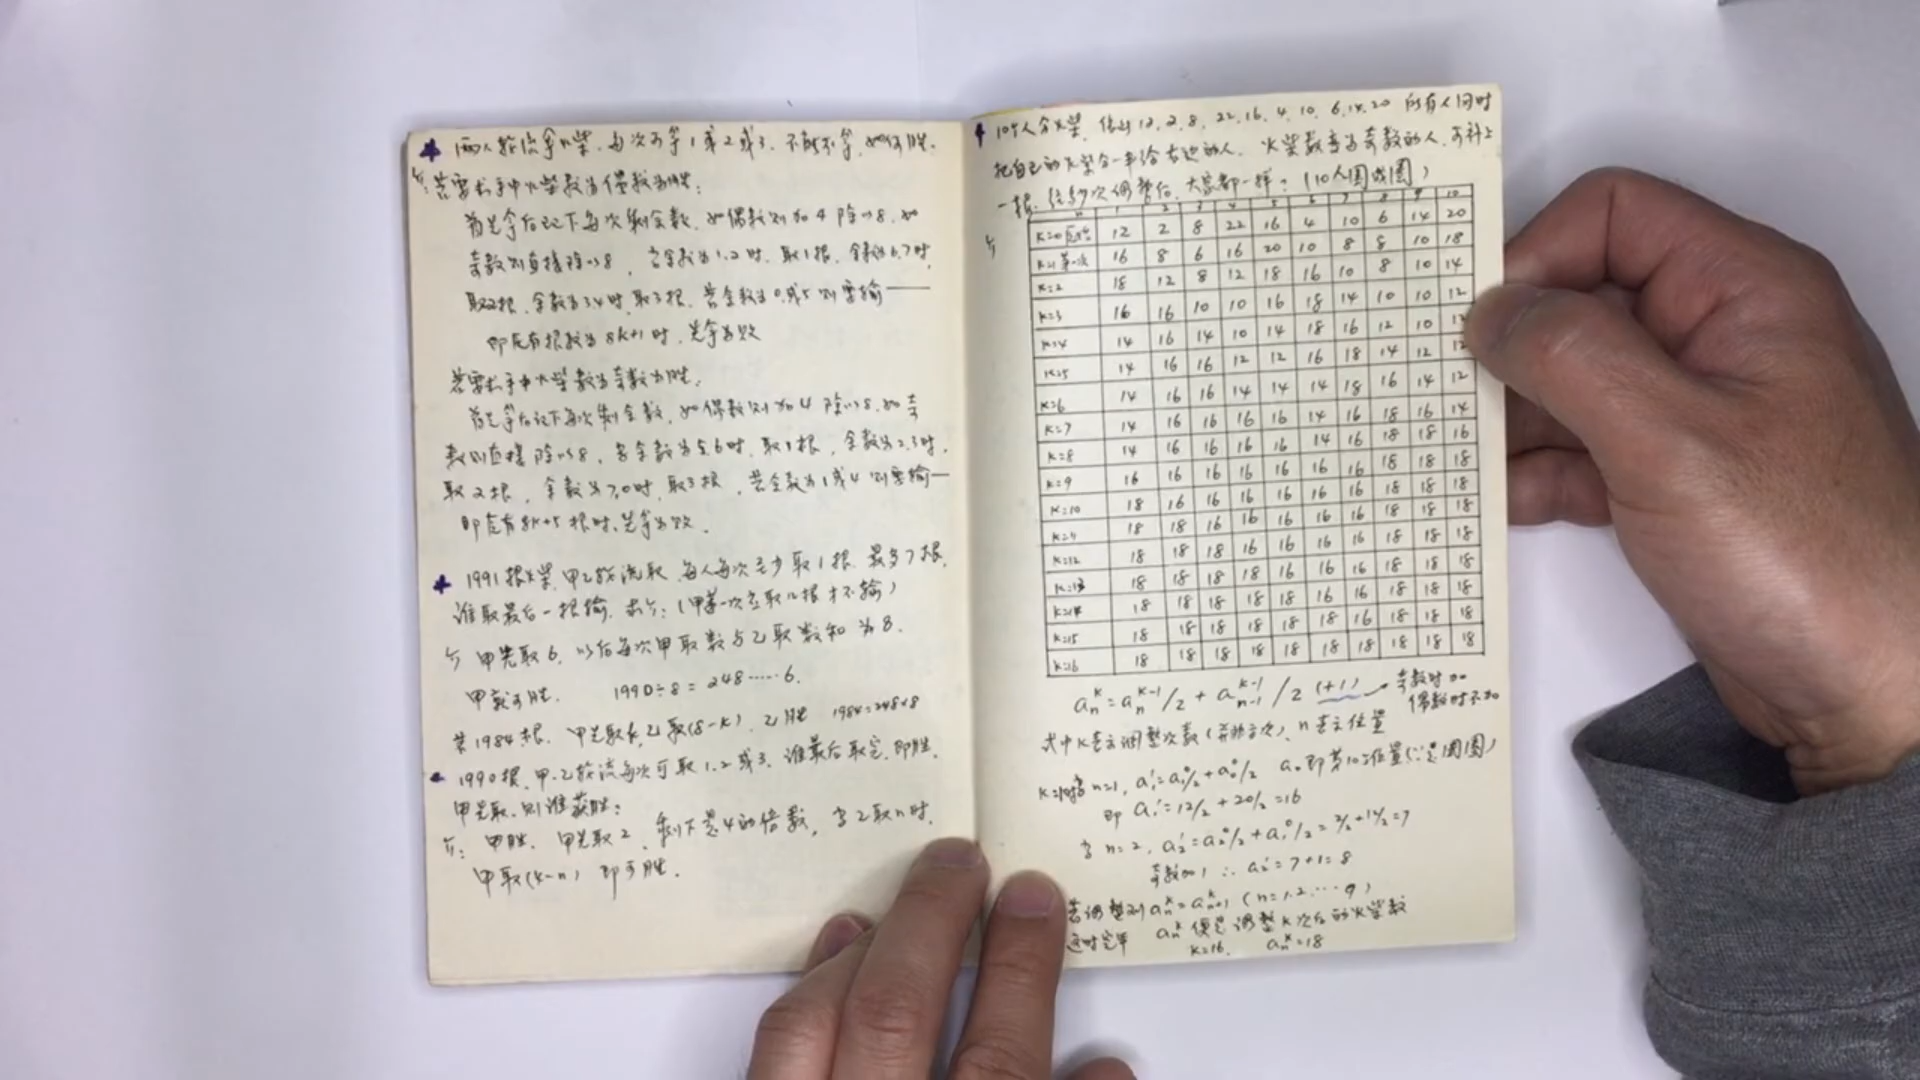 两人轮流拿火柴,每次可拿1或2或3,不能不拿,如何胜。
若要求手中火柴数为偶数为胜:
首先拿后记下每次剩余数,如偶数则加4除以8,如
奇数则直接除以8,当余数为1.2时,取1根,余数为6.7时,
取2根,余数为3.4时,取3根,若余数为0或5则要输——
即在有根数为8k+1时,先拿为败
若要求手中火柴数为奇数为胜,
首先拿后记下每次剩余数,如偶数则加4除以8,如奇
数则直接除以8,当余数为5.6时,取1根,余数为2.3时,
取2根,余数为7.0时,取3根,若余数为1或4则要输—
即在有8k+5根时,先拿为败.
1991根火柴,甲乙轮流取,每人每次至少取1根,最多7根,
谁取最后一根输,求:(甲第一次应取几根才不输)
甲先取6,以后每次甲取数与乙取数和为8.
甲就可胜. 1990÷8=248……6.
若1984根,甲先取k,乙取(8-k),乙胜 1984=248×8
1990根,甲.乙轮流每次可取1.2或3,谁最后取完,即胜.
甲先取,则谁获胜:
甲胜,甲先取2,剩下是4的倍数,当乙取n时,
甲取(4-n)即可胜.
10个人分火柴,依次12,2,8,22,16,4,10,6,14,20 所有人同时
把自己的火柴分一半给右边的人,火柴数变为奇数的人,可补上
一根,经多少次调整后,大家都一样?(10人围成圈)
n 1 2 3 4 5 6 7 8 9 10
k=0原始 12 2 8 22 16 4 10 6 14 20
k=1第一次 16 8 6 16 20 10 8 8 10 18
k=2 18 12 8 12 18 16 10 8 10 14
k=3 16 16 10 10 16 18 14 10 10 12
k=4 14 16 14 10 14 18 16 12 10 12
k=5 14 16 16 12 12 16 18 14 12 12
k=6 14 16 16 14 14 14 18 16 14 12
k=7 14 16 16 16 14 16 18 16 14
k=8 14 16 16 16 16 14 16 18 18 16
k=9 16 16 16 16 16 16 16 18 18 18
k=10 18 16 16 16 16 16 16 18 18 18
k=11 18 18 16 16 16 16 16 18 18 18
k=12 18 18 18 16 16 16 16 18 18 18
k=13 18 18 18 18 16 16 16 18 18 18
k=14 18 18 18 18 18 16 16 18 18 18
k=15 18 18 18 18 18 18 16 18 18 18
k=16 18 18 18 18 18 18 18 18 18 18
aₙᵏ=aₙᵏ⁻¹/2+aₙ₋₁ᵏ⁻¹/2(+1) 奇数时加
偶数时不加
式中k表示调整次数,n表示位置
n=1, a₁¹=a₁⁰/2+a₀⁰/2 a₀即第10位置(∵是围圈)
即a₁¹=12/2+20/2=16
当n=2, a₂¹=a₂⁰/2+a₁⁰/2=2/2+12/2=7
奇数加1 ∴a₂¹=7+1=8
若调整到aₙᵏ=aₙ₊₁ᵏ(n=1.2……9)
这时完毕 aₙᵏ便是调整k次后的火柴数
k=16, aₙᵏ=18